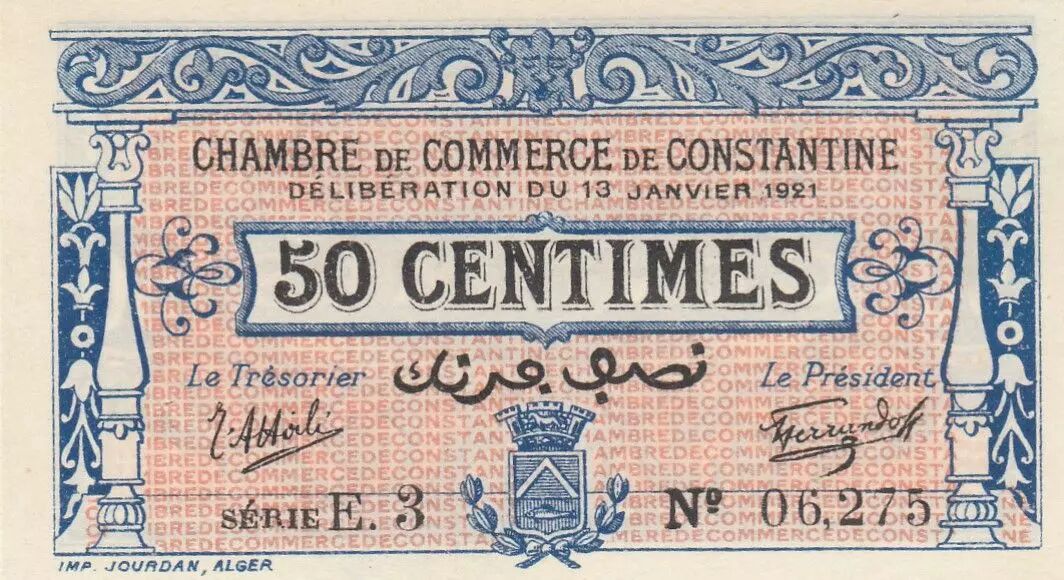 CHAMBRE DE COMMERCE DE CONSTANTINE
DÉLIBÉRATION DU 13 JANVIER 1921
50 CENTIMES
Le Trésorier نصف فرنك Le Président
SÉRIE E. 3 Nº 06,275
IMP. JOURDAN, ALGER